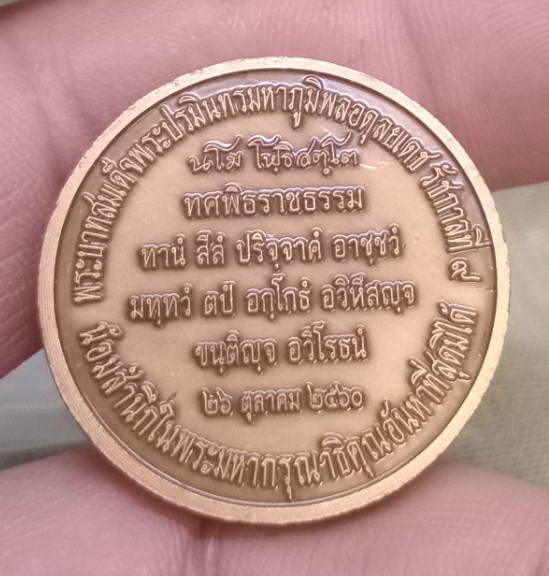 พระบาทสมเด็จพระปรมินทรมหาภูมิพลอดุลยเดช รัชกาลที่ ๙
นโม โพธิสตฺโต
ทศพิธราชธรรม
ทานํ สีลํ ปริจฺจาคํ อาชฺชวํ
มทฺทวํ ตปํ อกฺโกธํ อวิหึสญฺจ
ขนฺติญฺจ อวิโรธนํ
๒๖ ตุลาคม ๒๕๖๐
น้อมสำนึกในพระมหากรุณาธิคุณอันหาที่สุดมิได้